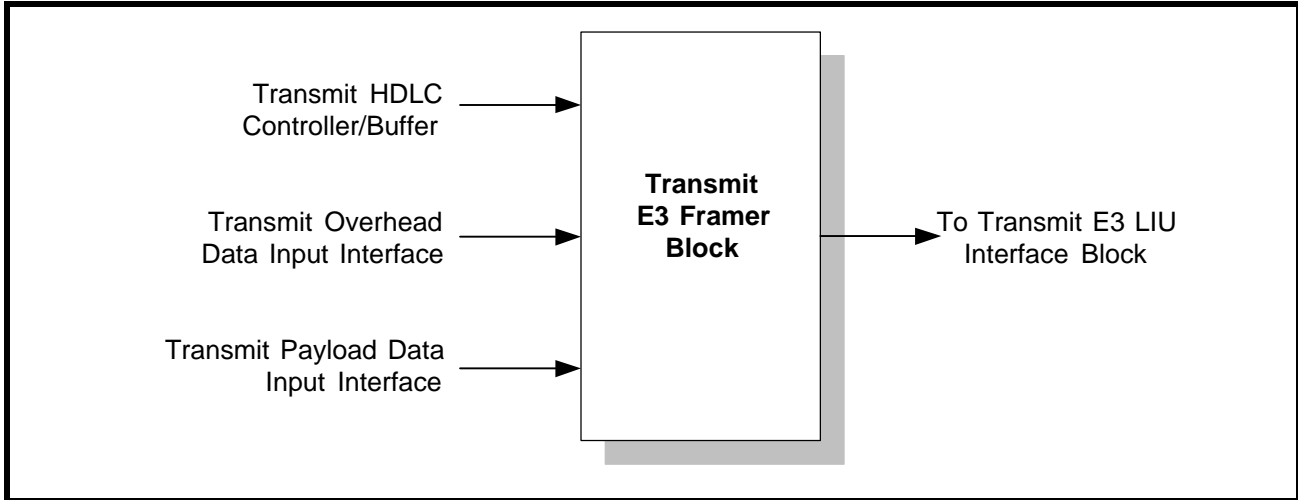 Transmit HDLC
Controller/Buffer
Transmit Overhead
Data Input Interface
Transmit Payload Data
Input Interface
Transmit
E3 Framer
Block
To Transmit E3 LIU
Interface Block